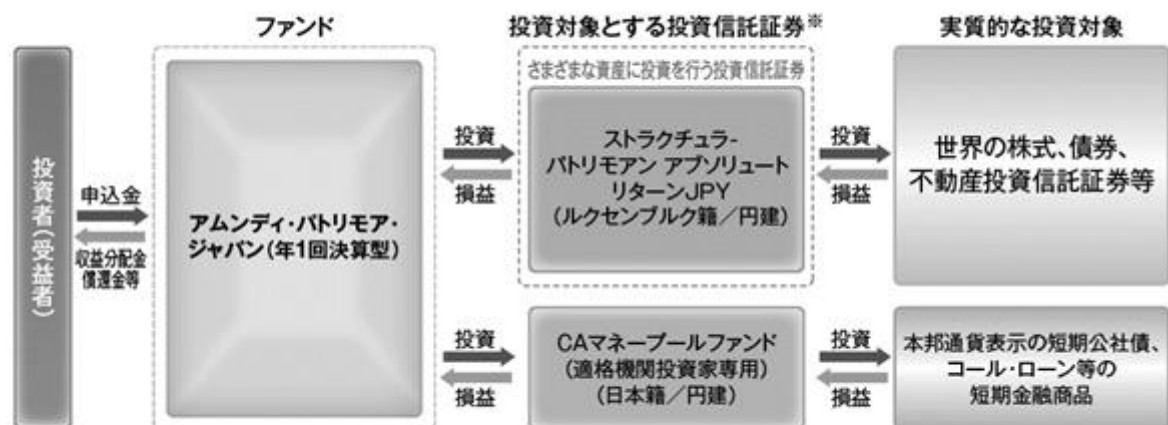 ファンド
投資対象とする投資信託証券※
実質的な投資対象
投資者(受益者)
申込金
収益分配金
償還金等
アムンディ・パトリモア・
ジャパン(年1回決算型)
投資
損益
さまざまな資産に投資を行う投資信託証券
ストラクチュラ-
パトリモアン アブソリュート
リターンJPY
(ルクセンブルク籍/円建)
投資
損益
世界の株式、債券、
不動産投資信託証券等
投資
損益
CAマネープールファンド
(適格機関投資家専用)
(日本籍/円建)
投資
損益
本邦通貨表示の短期公社債、
コール・ローン等の
短期金融商品